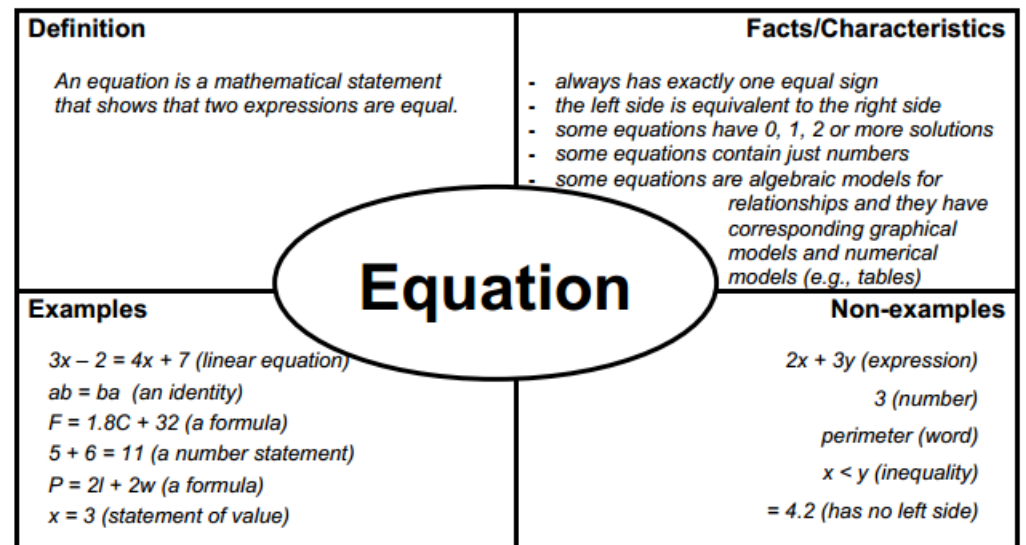 Definition
An equation is a mathematical statement
that shows that two expressions are equal.
Facts/Characteristics
- always has exactly one equal sign
- the left side is equivalent to the right side
- some equations have 0, 1, 2 or more solutions
- some equations contain just numbers
- some equations are algebraic models for
relationships and they have
corresponding graphical
models and numerical
models (e.g., tables)
Equation
Examples
3x – 2 = 4x + 7 (linear equation)
ab = ba (an identity)
F = 1.8C + 32 (a formula)
5 + 6 = 11 (a number statement)
P = 2l + 2w (a formula)
x = 3 (statement of value)
Non-examples
2x + 3y (expression)
3 (number)
perimeter (word)
x < y (inequality)
= 4.2 (has no left side)